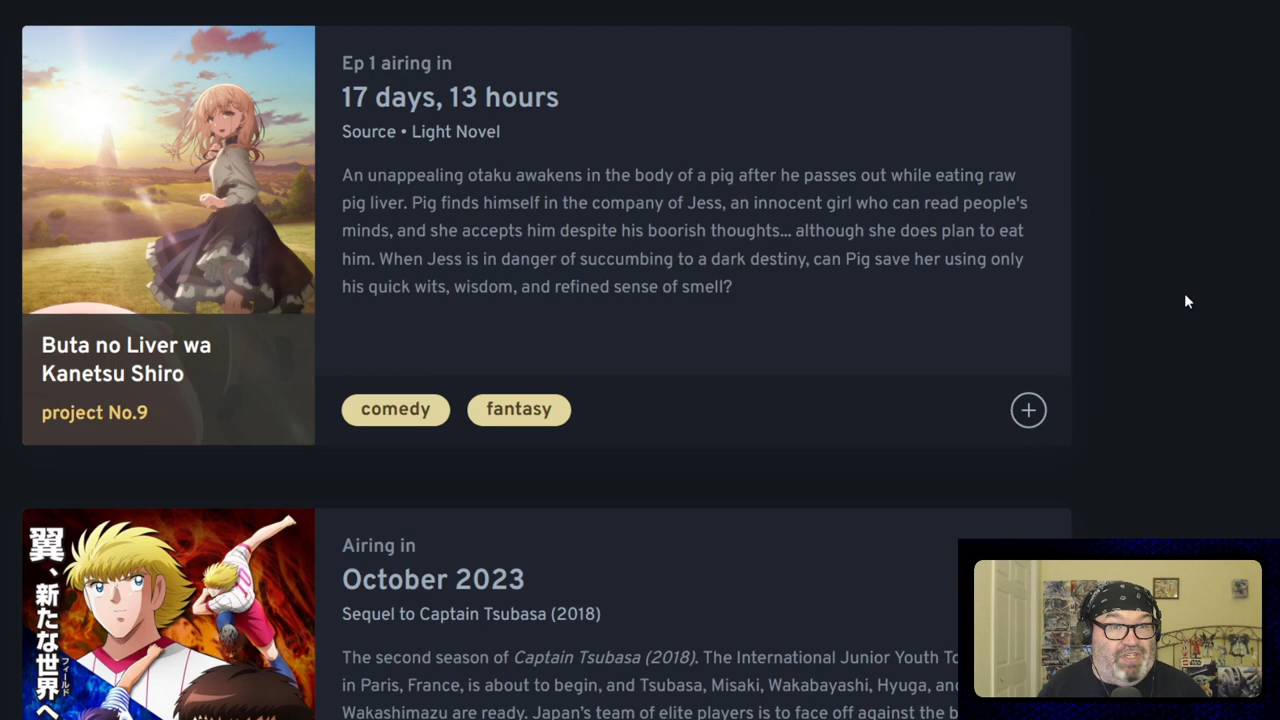 Ep 1 airing in
17 days, 13 hours
Source • Light Novel
An unappealing otaku awakens in the body of a pig after he passes out while eating raw
pig liver. Pig finds himself in the company of Jess, an innocent girl who can read people's
minds, and she accepts him despite his boorish thoughts... although she does plan to eat
him. When Jess is in danger of succumbing to a dark destiny, can Pig save her using only
his quick wits, wisdom, and refined sense of smell?
Buta no Liver wa
Kanetsu Shiro
project No.9
comedy
fantasy
翼、新たな世界へ
フィールド
Airing in
October 2023
Sequel to Captain Tsubasa (2018)
The second season of Captain Tsubasa (2018). The International Junior Youth To
in Paris, France, is about to begin, and Tsubasa, Misaki, Wakabayashi, Hyuga, and
Wakashimazu are ready. Japan's team of elite players is to face off against the b